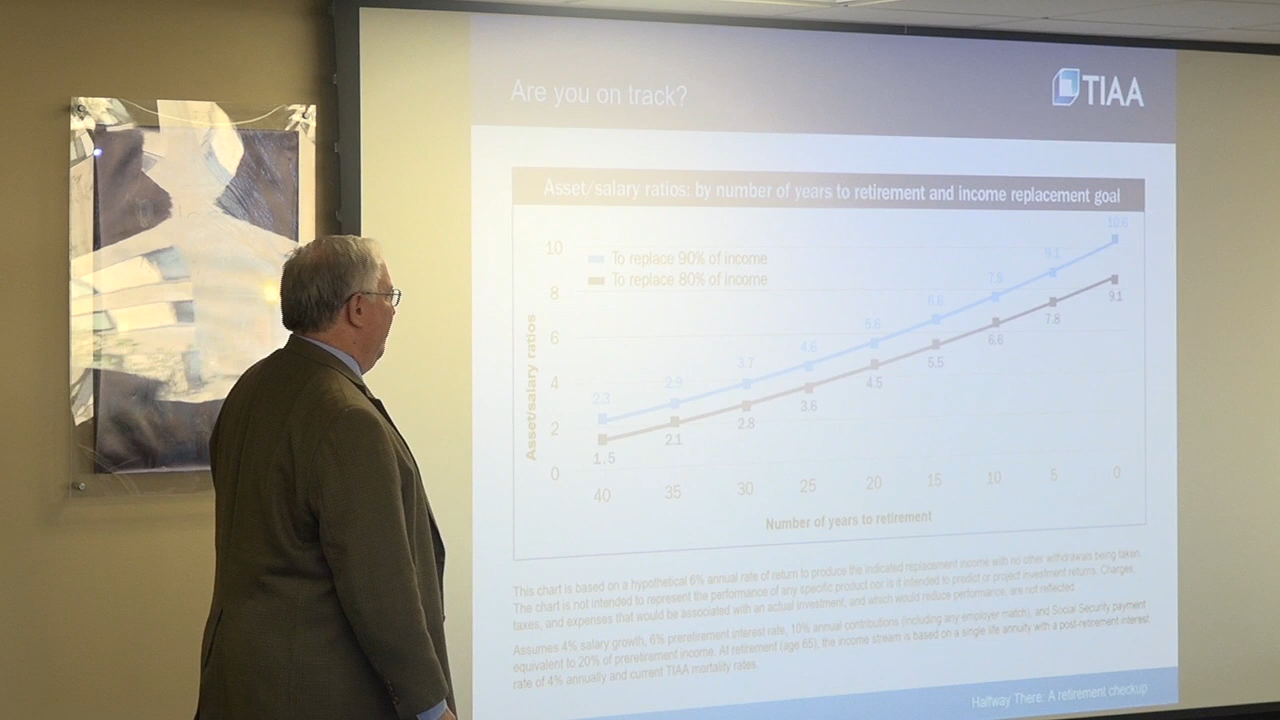 Are you on track?
TIAA
Asset/salary ratios: by number of years to retirement and income replacement goal
10.6
10
To replace 90% of income
9.1
To replace 80% of income
7.8
9.1
8
6.6
7.8
Asset/salary ratios
6
5.6
6.6
4.6
5.5
3.7
4.5
4
2.9
3.6
2.3
2.8
2
2.1
1.5
0
40 35 30 25 20 15 10 5 0
Number of years to retirement
This chart is based on a hypothetical 6% annual rate of return to produce the indicated replacement income with no other withdrawals being taken.
The chart is not intended to represent the performance of any specific product nor is it intended to predict or project investment returns. Charges,
taxes, and expenses that would be associated with an actual investment, and which would reduce performance, are not reflected.
Assumes 4% salary growth, 6% preretirement interest rate, 10% annual contributions (including any employer match), and Social Security payment
equivalent to 20% of preretirement income. At retirement (age 65), the income stream is based on a single life annuity with a post-retirement interest
rate of 4% annually and current TIAA mortality rates.
Halfway There: A retirement checkup